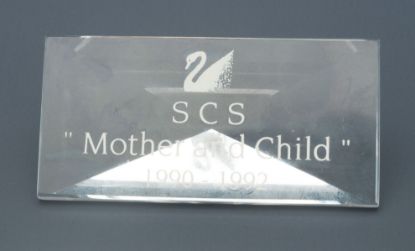 SCS
" Mother and Child "
1990 - 1992